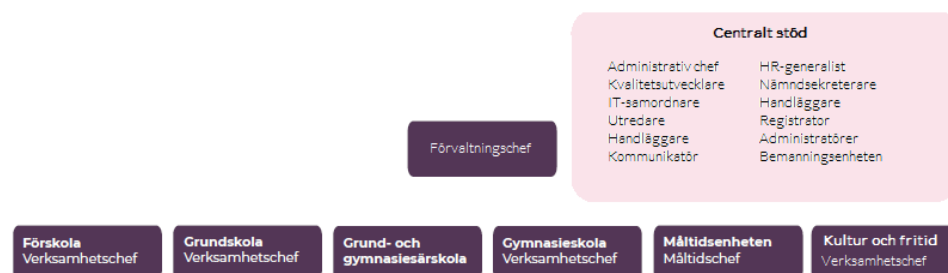 Centralt stöd
Administrativ chef
Kvalitetsutvecklare
IT-samordnare
Utredare
Handläggare
Kommunikatör
HR-generalist
Nämndsekreterare
Handläggare
Registrator
Administratörer
Bemanningsenheten
Förvaltningschef
Förskola
Verksamhetschef
Grundskola
Verksamhetschef
Grund- och
gymnasiesärskola
Gymnasieskola
Verksamhetschef
Måltidsenheten
Måltidschef
Kultur och fritid
Verksamhetschef